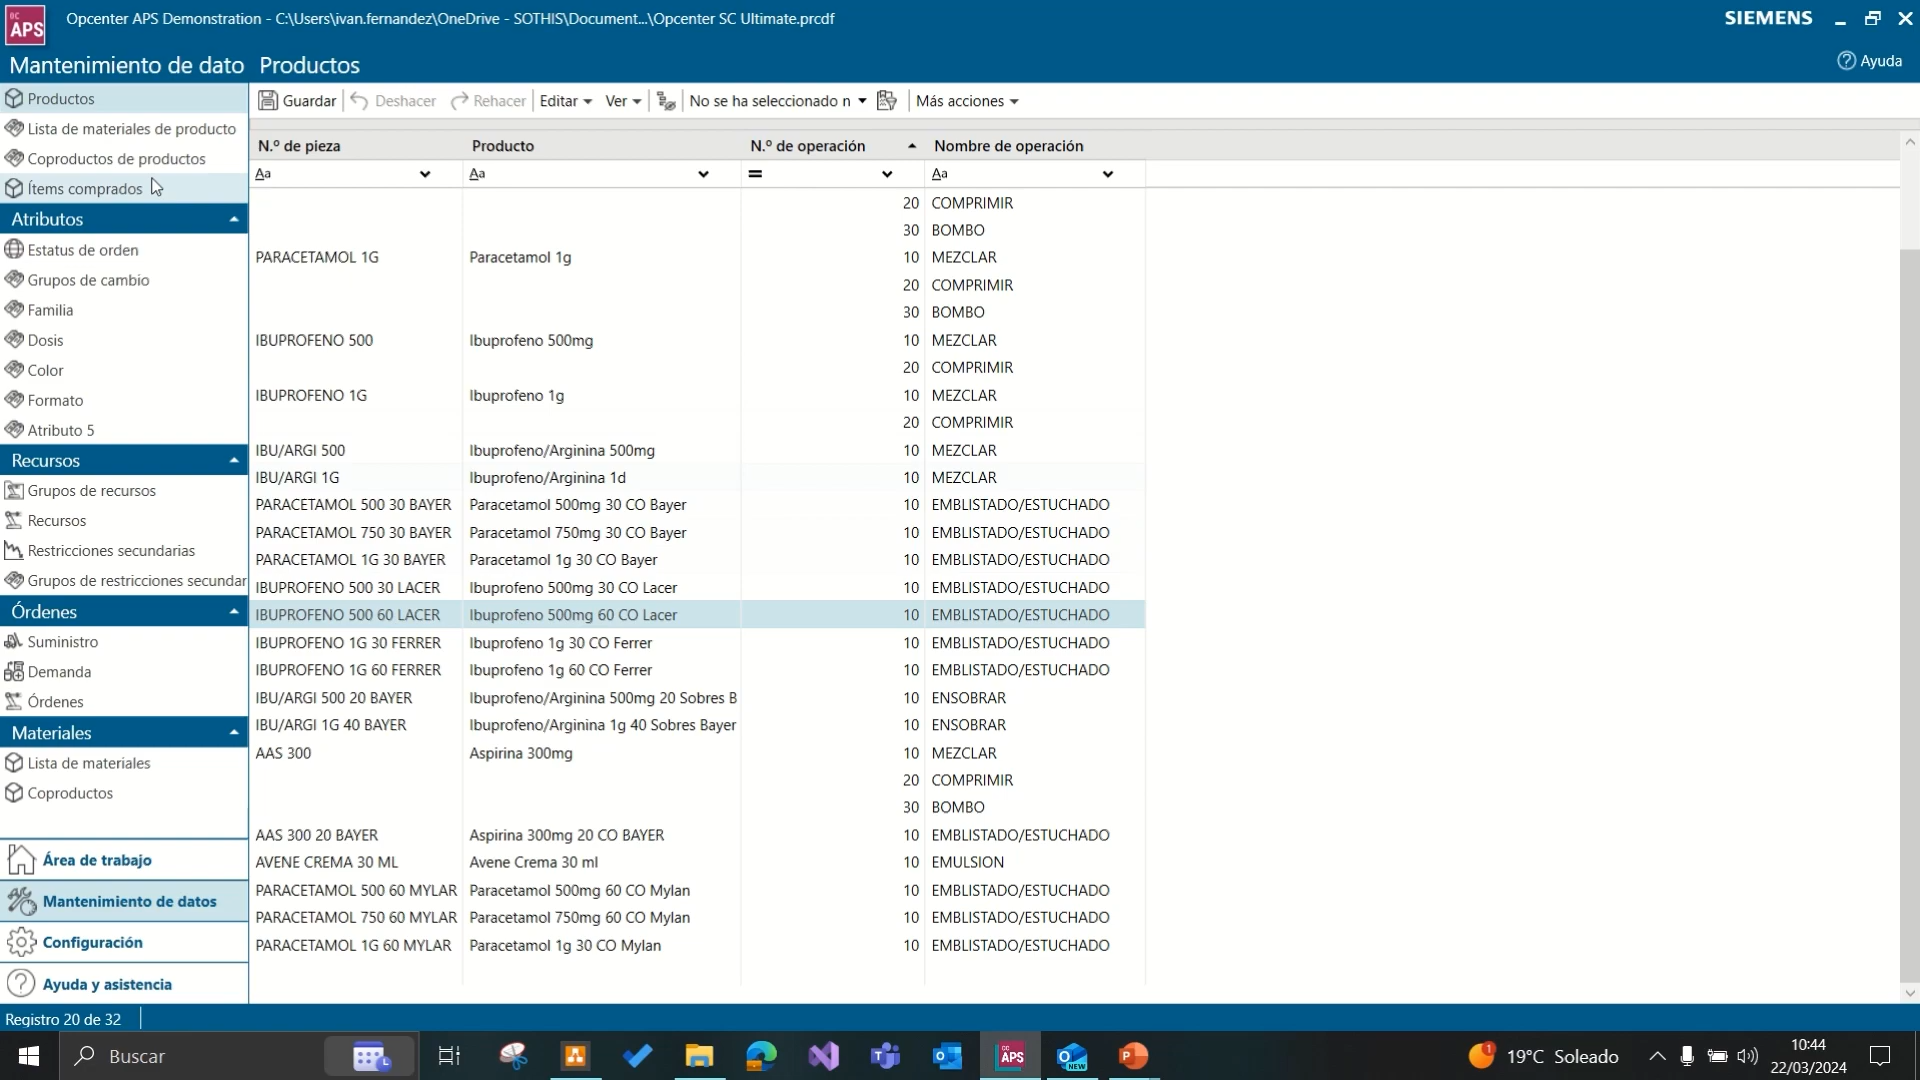 OC
APS
Opcenter APS Demonstration - C:\Users\ivan.fernandez\OneDrive - SOTHIS\Document...\Opcenter SC Ultimate.prcdf
SIEMENS
Mantenimiento de dato Productos
Ayuda
Guardar Deshacer Rehacer Editar Ver No se ha seleccionado n Más acciones
Productos
Lista de materiales de producto
Coproductos de productos
Ítems comprados
Atributos
Estatus de orden
Grupos de cambio
Familia
Dosis
Color
Formato
Atributo 5
Recursos
Grupos de recursos
Recursos
Restricciones secundarias
Grupos de restricciones secundar
Órdenes
Suministro
Demanda
Órdenes
Materiales
Lista de materiales
Coproductos
Área de trabajo
Mantenimiento de datos
Configuración
Ayuda y asistencia
N.º de pieza Producto N.º de operación Nombre de operación
Aa Aa = Aa
20 COMPRIMIR
30 BOMBO
PARACETAMOL 1G Paracetamol 1g 10 MEZCLAR
20 COMPRIMIR
30 BOMBO
IBUPROFENO 500 Ibuprofeno 500mg 10 MEZCLAR
20 COMPRIMIR
IBUPROFENO 1G Ibuprofeno 1g 10 MEZCLAR
20 COMPRIMIR
IBU/ARGI 500 Ibuprofeno/Arginina 500mg 10 MEZCLAR
IBU/ARGI 1G Ibuprofeno/Arginina 1d 10 MEZCLAR
PARACETAMOL 500 30 BAYER Paracetamol 500mg 30 CO Bayer 10 EMBLISTADO/ESTUCHADO
PARACETAMOL 750 30 BAYER Paracetamol 750mg 30 CO Bayer 10 EMBLISTADO/ESTUCHADO
PARACETAMOL 1G 30 BAYER Paracetamol 1g 30 CO Bayer 10 EMBLISTADO/ESTUCHADO
IBUPROFENO 500 30 LACER Ibuprofeno 500mg 30 CO Lacer 10 EMBLISTADO/ESTUCHADO
IBUPROFENO 500 60 LACER Ibuprofeno 500mg 60 CO Lacer 10 EMBLISTADO/ESTUCHADO
IBUPROFENO 1G 30 FERRER Ibuprofeno 1g 30 CO Ferrer 10 EMBLISTADO/ESTUCHADO
IBUPROFENO 1G 60 FERRER Ibuprofeno 1g 60 CO Ferrer 10 EMBLISTADO/ESTUCHADO
IBU/ARGI 500 20 BAYER Ibuprofeno/Arginina 500mg 20 Sobres B 10 ENSOBRAR
IBU/ARGI 1G 40 BAYER Ibuprofeno/Arginina 1g 40 Sobres Bayer 10 ENSOBRAR
AAS 300 Aspirina 300mg 10 MEZCLAR
20 COMPRIMIR
30 BOMBO
AAS 300 20 BAYER Aspirina 300mg 20 CO BAYER 10 EMBLISTADO/ESTUCHADO
AVENE CREMA 30 ML Avene Crema 30 ml 10 EMULSION
PARACETAMOL 500 60 MYLAR Paracetamol 500mg 60 CO Mylan 10 EMBLISTADO/ESTUCHADO
PARACETAMOL 750 60 MYLAR Paracetamol 750mg 60 CO Mylan 10 EMBLISTADO/ESTUCHADO
PARACETAMOL 1G 60 MYLAR Paracetamol 1g 30 CO Mylan 10 EMBLISTADO/ESTUCHADO
Registro 20 de 32
Buscar
OC APS
NEW
1
19°C Soleado
10:44
22/03/2024